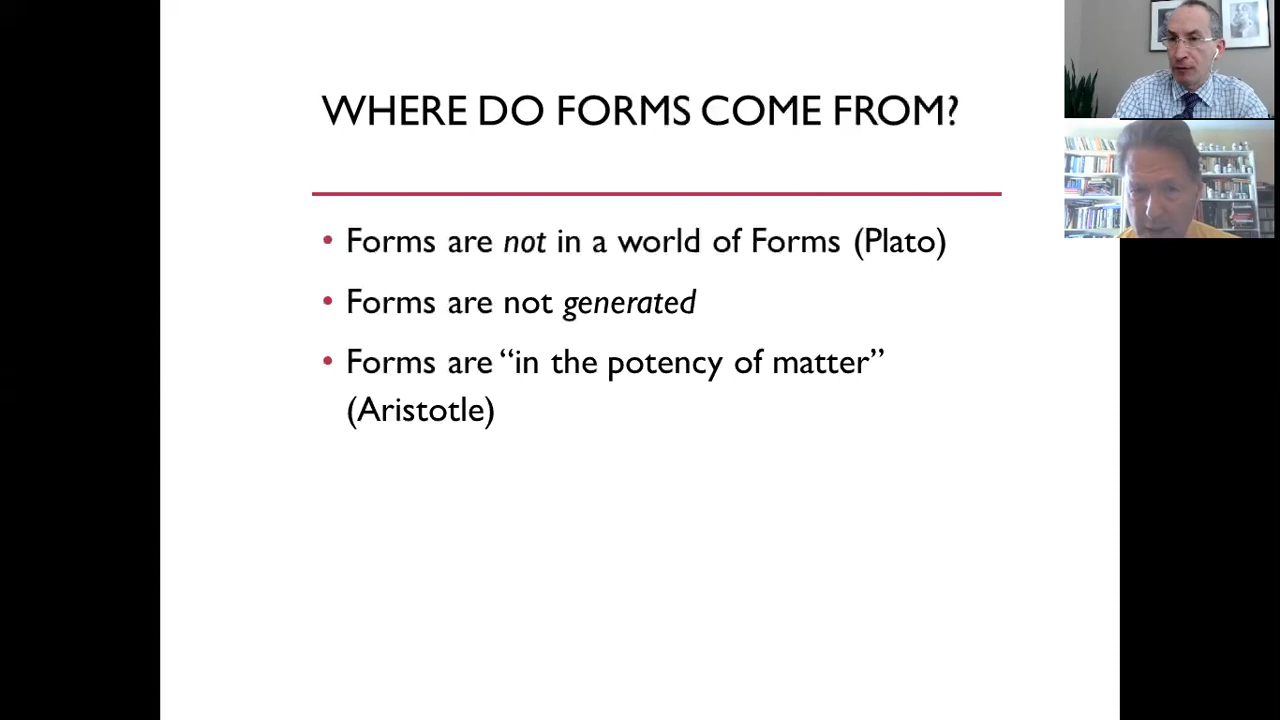 WHERE DO FORMS COME FROM?
• Forms are not in a world of Forms (Plato)
• Forms are not generated
• Forms are “in the potency of matter”
(Aristotle)